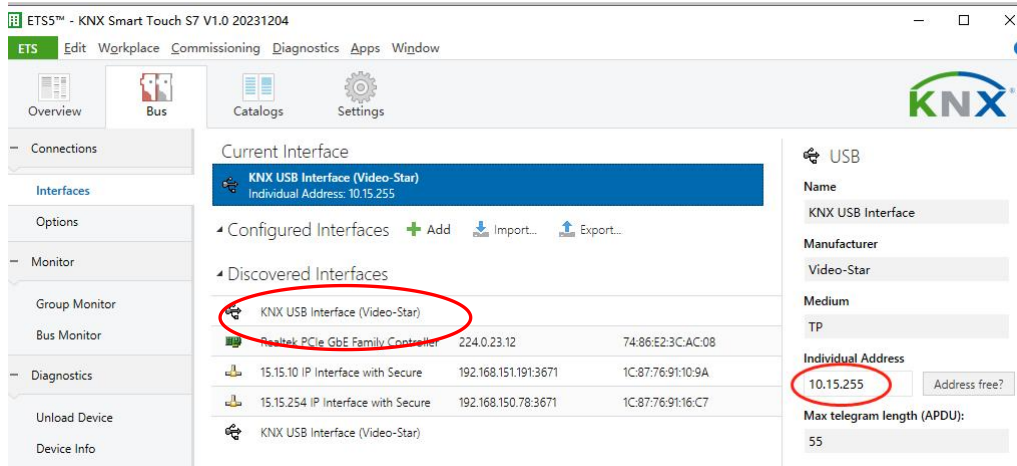 ETS5™ - KNX Smart Touch S7 V1.0 20231204
ETS Edit Workplace Commissioning Diagnostics Apps Window
Overview Bus Catalogs Settings
KNX®
Connections
Interfaces
Options
Monitor
Group Monitor
Bus Monitor
Diagnostics
Unload Device
Device Info
Current Interface
KNX USB Interface (Video-Star)
Individual Address: 10.15.255
Configured Interfaces Add Import... Export...
Discovered Interfaces
KNX USB Interface (Video-Star)
Realtek PCIe GbE Family Controller 224.0.23.12 74:86:E2:3C:AC:08
15.15.10 IP Interface with Secure 192.168.151.191:3671 1C:87:76:91:10:9A
15.15.254 IP Interface with Secure 192.168.150.78:3671 1C:87:76:91:16:C7
KNX USB Interface (Video-Star)
USB
Name
KNX USB Interface
Manufacturer
Video-Star
Medium
TP
Individual Address
10.15.255 Address free?
Max telegram length (APDU):
55